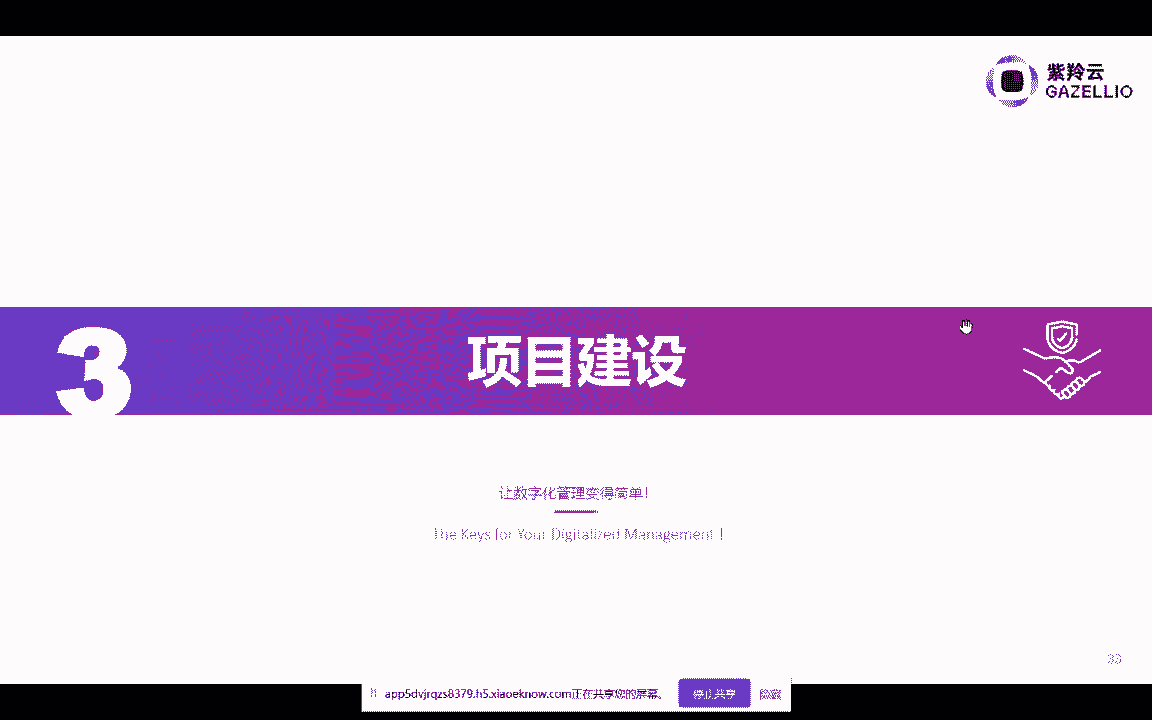 紫羚云
GAZELLIO
3
项目建设
让数字化管理变得简单！
The Keys for Your Digitalized Management！
app5dvjrqzs8379.h5.xiaoeknow.com正在共享您的屏幕。
停止共享
隐藏